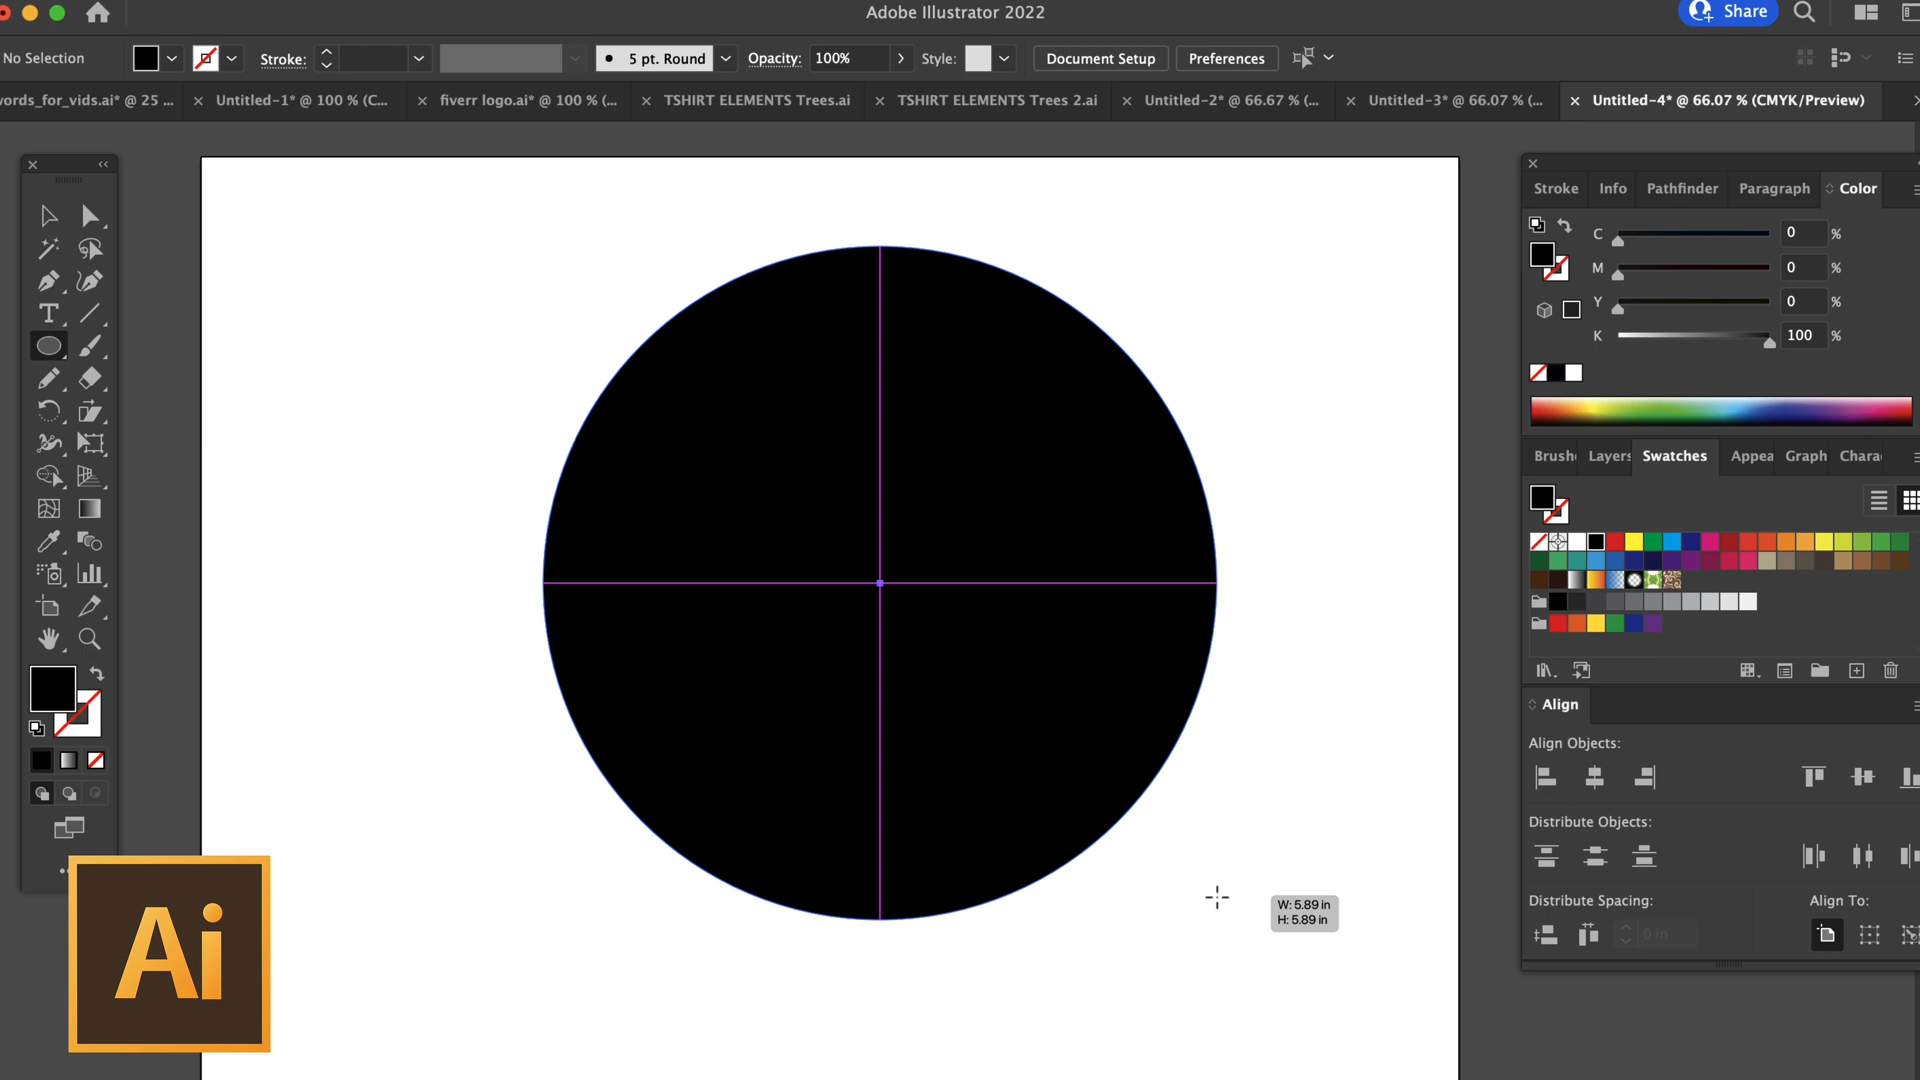 Adobe Illustrator 2022
Share
No Selection
Stroke:
5 pt. Round
Opacity:
100%
Style:
Document Setup
Preferences
words_for_vids.ai* @ 25 ...
Untitled-1* @ 100 % (C...
fiverr logo.ai* @ 100 % (...
TSHIRT ELEMENTS Trees.ai
TSHIRT ELEMENTS Trees 2.ai
Untitled-2* @ 66.67 % (...
Untitled-3* @ 66.07 % (...
Untitled-4* @ 66.07 % (CMYK/Preview)
Stroke
Info
Pathfinder
Paragraph
Color
C 0 %
M 0 %
Y 0 %
K 100 %
Brush
Layers
Swatches
Appea
Graph
Chara
Align
Align Objects:
Distribute Objects:
Distribute Spacing:
Align To:
0 in
W: 5.89 in
H: 5.89 in
Ai